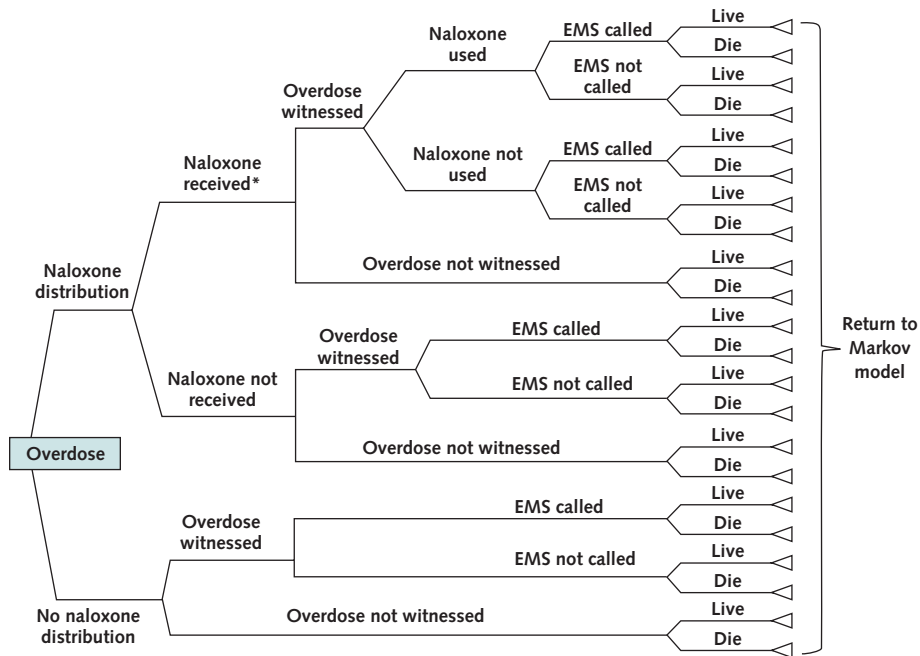 Naloxone
used
EMS called
Live
Die
EMS not
called
Live
Die
Overdose
witnessed
Naloxone not
used
EMS called
Live
Die
EMS not
called
Live
Die
Naloxone
received*
Overdose not witnessed
Live
Die
Naloxone
distribution
Overdose
witnessed
EMS called
Live
Die
EMS not called
Live
Die
Naloxone not
received
Overdose not witnessed
Live
Die
Overdose
Overdose
witnessed
EMS called
Live
Die
EMS not called
Live
Die
No naloxone
distribution
Overdose not witnessed
Live
Die
Return to
Markov
model